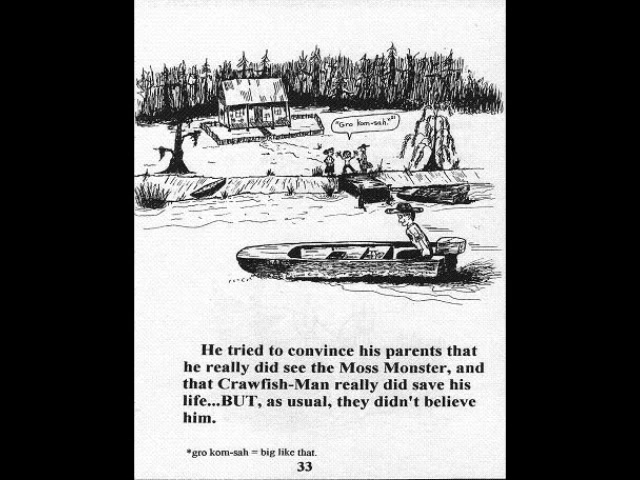 "Gro kom-sah."*
He tried to convince his parents that
he really did see the Moss Monster, and
that Crawfish-Man really did save his
life...BUT, as usual, they didn't believe
him.
*gro kom-sah = big like that.
33